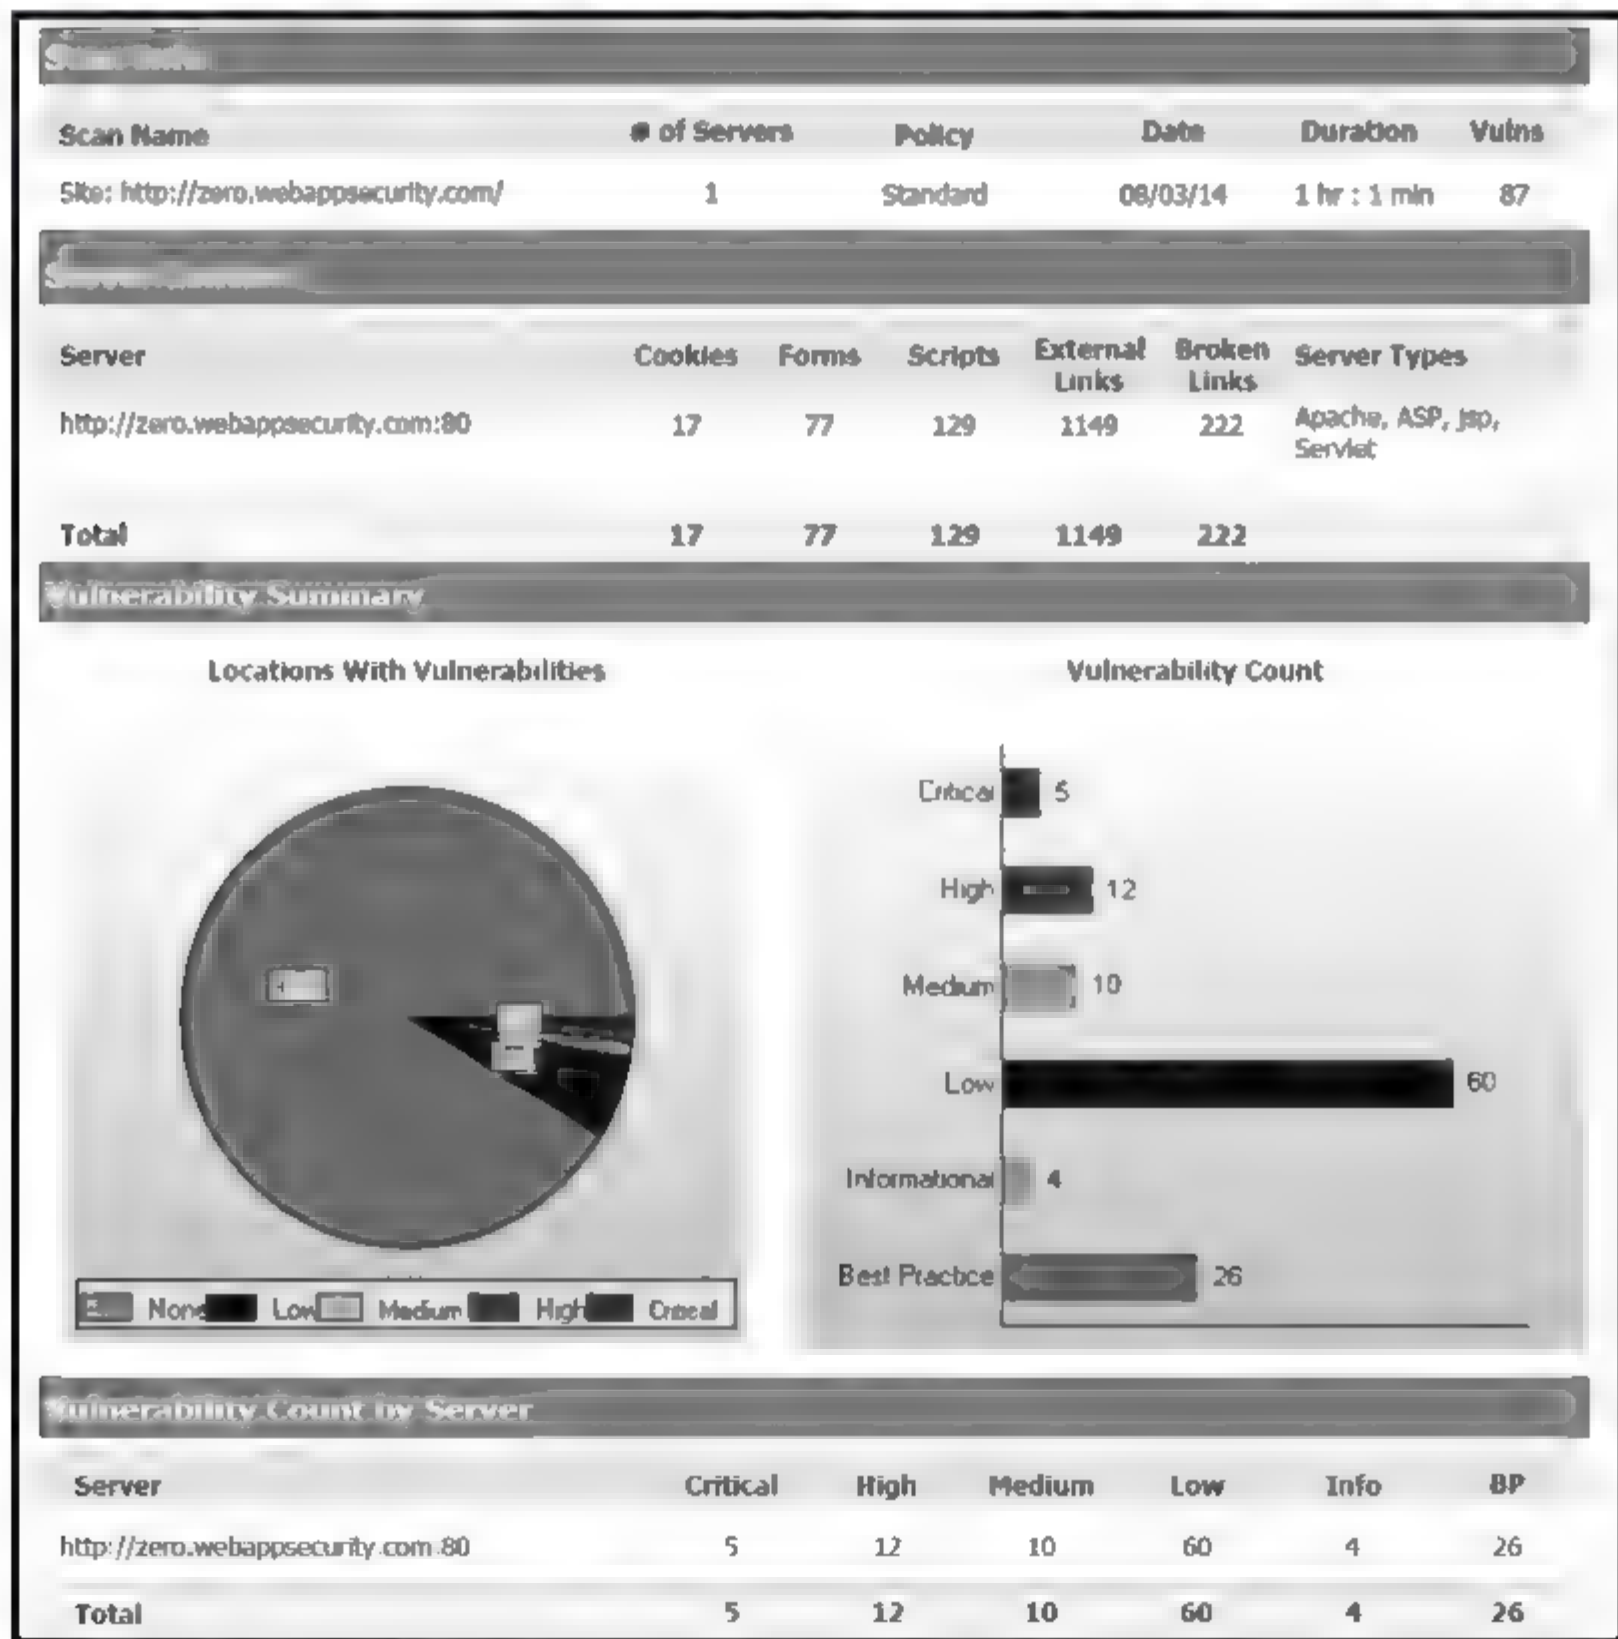 Scan Name # of Servers Policy Date Duration Vulns
Site: http://zero.webappsecurity.com/ 1 Standard 08/03/14 1 hr : 1 min 87
Server Cookies Forms Scripts External Links Broken Links Server Types
http://zero.webappsecurity.com:80 17 77 129 1149 222 Apache, ASP, jsp,
Servlet
Total 17 77 129 1149 222
Vulnerability Summary
Locations With Vulnerabilities Vulnerability Count
Critical 5
High 12
Medium 10
Low 60
Informational 4
Best Practice 26
None Low Medium High Critical
Vulnerability Count by Server
Server Critical High Medium Low Info BP
http://zero.webappsecurity.com:80 5 12 10 60 4 26
Total 5 12 10 60 4 26